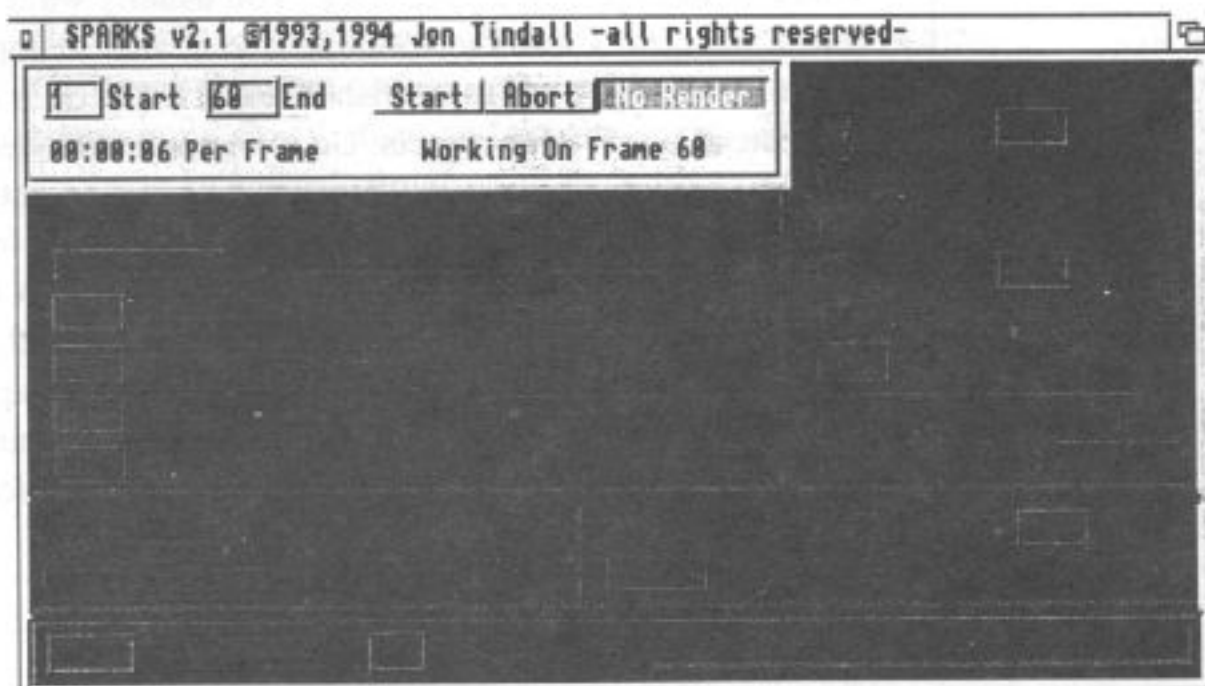 SPARKS v2.1 ©1993,1994 Jon Tindall -all rights reserved-
1 Start 60 End Start Abort No Render
00:00:06 Per Frame Working On Frame 60